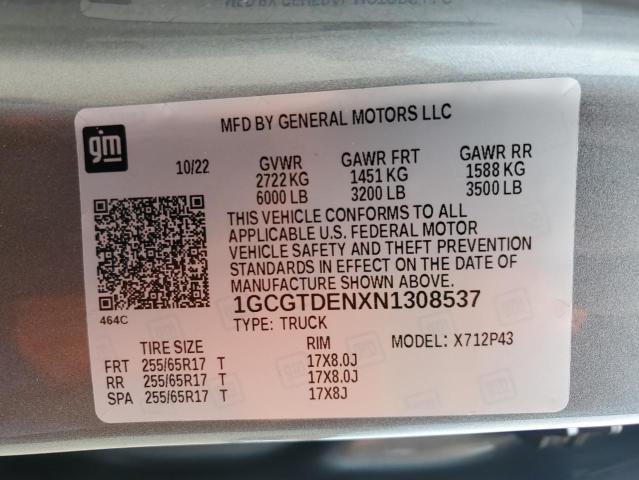 MFD BY GENERAL MOTORS LLC
gm
10/22 GVWR GAWR FRT GAWR RR
2722 KG 1451 KG 1588 KG
6000 LB 3200 LB 3500 LB
THIS VEHICLE CONFORMS TO ALL
APPLICABLE U.S. FEDERAL MOTOR
VEHICLE SAFETY AND THEFT PREVENTION
STANDARDS IN EFFECT ON THE DATE OF
MANUFACTURE SHOWN ABOVE.
464C
1GCGTDENXN1308537
TYPE: TRUCK MODEL: X712P43
TIRE SIZE RIM
FRT 255/65R17 T 17X8.0J
RR 255/65R17 T 17X8.0J
SPA 255/65R17 T 17X8J